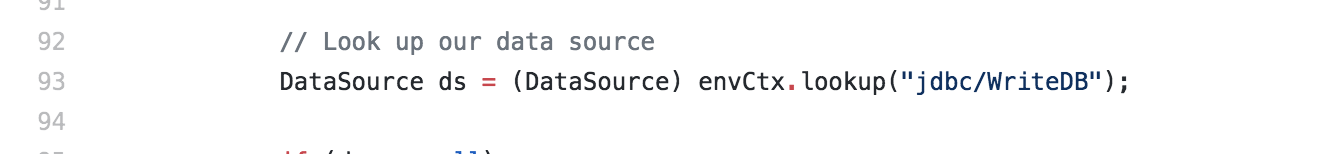 91
92 // Look up our data source
93 DataSource ds = (DataSource) envCtx.lookup("jdbc/WriteDB");
94